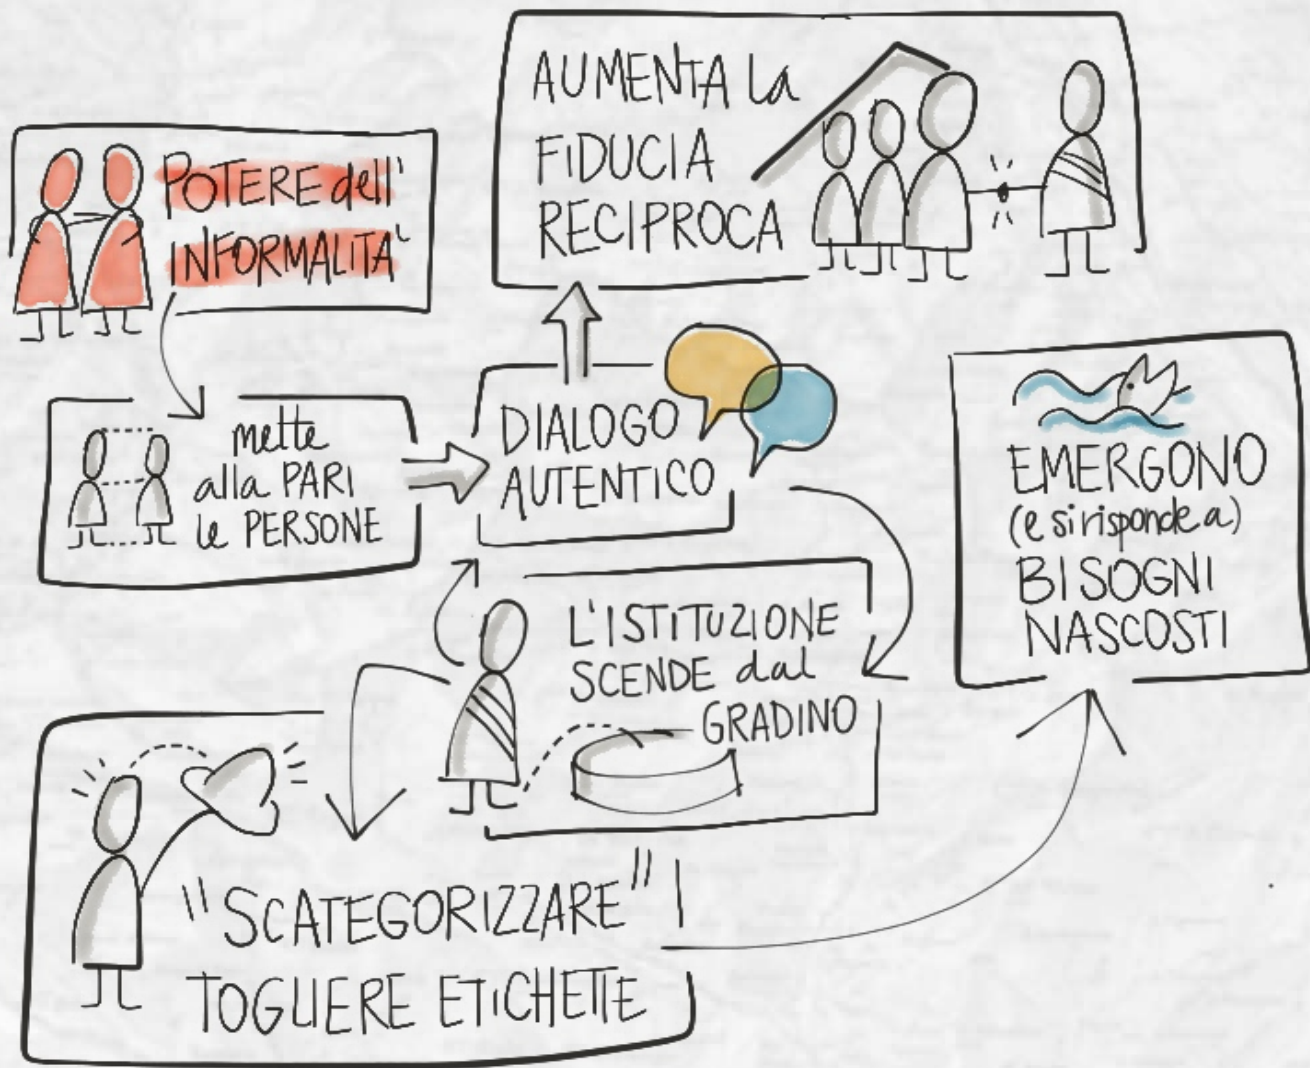 POTERE dell'
INFORMALITA'
mette
alla PARI
le PERSONE
DIALOGO
AUTENTICO
AUMENTA la
FIDUCIA
RECIPROCA
L'ISTITUZIONE
SCENDE dal
GRADINO
"SCATEGORIZZARE"
TOGLIERE ETICHETTE
EMERGONO
(e si risponde a)
BISOGNI
NASCOSTI